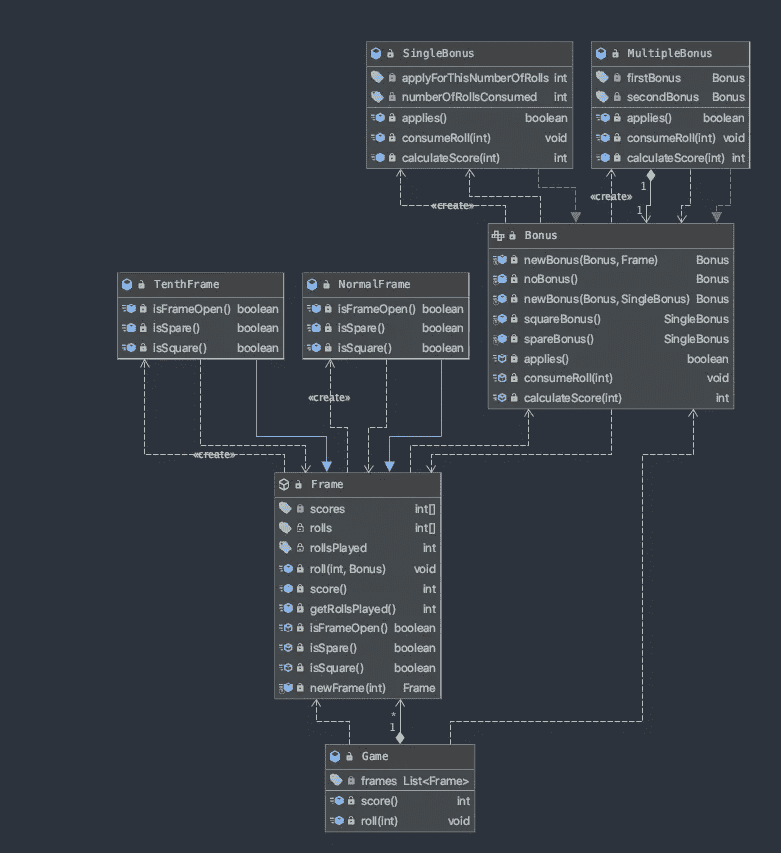 SingleBonus
applyForThisNumberOfRolls int
numberOfRollsConsumed int
applies() boolean
consumeRoll(int) void
calculateScore(int) int
MultipleBonus
firstBonus Bonus
secondBonus Bonus
applies() boolean
consumeRoll(int) void
calculateScore(int) int
«create»
«create»
1
1
Bonus
newBonus(Bonus, Frame) Bonus
noBonus() Bonus
newBonus(Bonus, SingleBonus) Bonus
squareBonus() SingleBonus
spareBonus() SingleBonus
applies() boolean
consumeRoll(int) void
calculateScore(int) int
TenthFrame
isFrameOpen() boolean
isSpare() boolean
isSquare() boolean
NormalFrame
isFrameOpen() boolean
isSpare() boolean
isSquare() boolean
«create»
«create»
Frame
scores int[]
rolls int[]
rollsPlayed int
roll(int, Bonus) void
score() int
getRollsPlayed() int
isFrameOpen() boolean
isSpare() boolean
isSquare() boolean
newFrame(int) Frame
*
1
Game
frames List<Frame>
score() int
roll(int) void